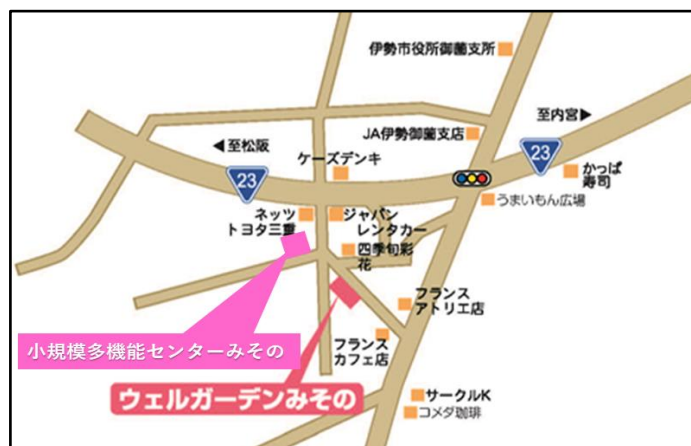 伊勢市役所御薗支所
至内宮▶
JA伊勢御薗支店
◀至松阪
23
ケーズデンキ
23
かっぱ
寿司
うまいもん広場
ネッツ
トヨタ三重
ジャパン
レンタカー
四季旬彩
花
フランス
アトリエ店
小規模多機能センターみその
フランス
カフェ店
ウェルガーデンみその
サークルK
コメダ珈琲